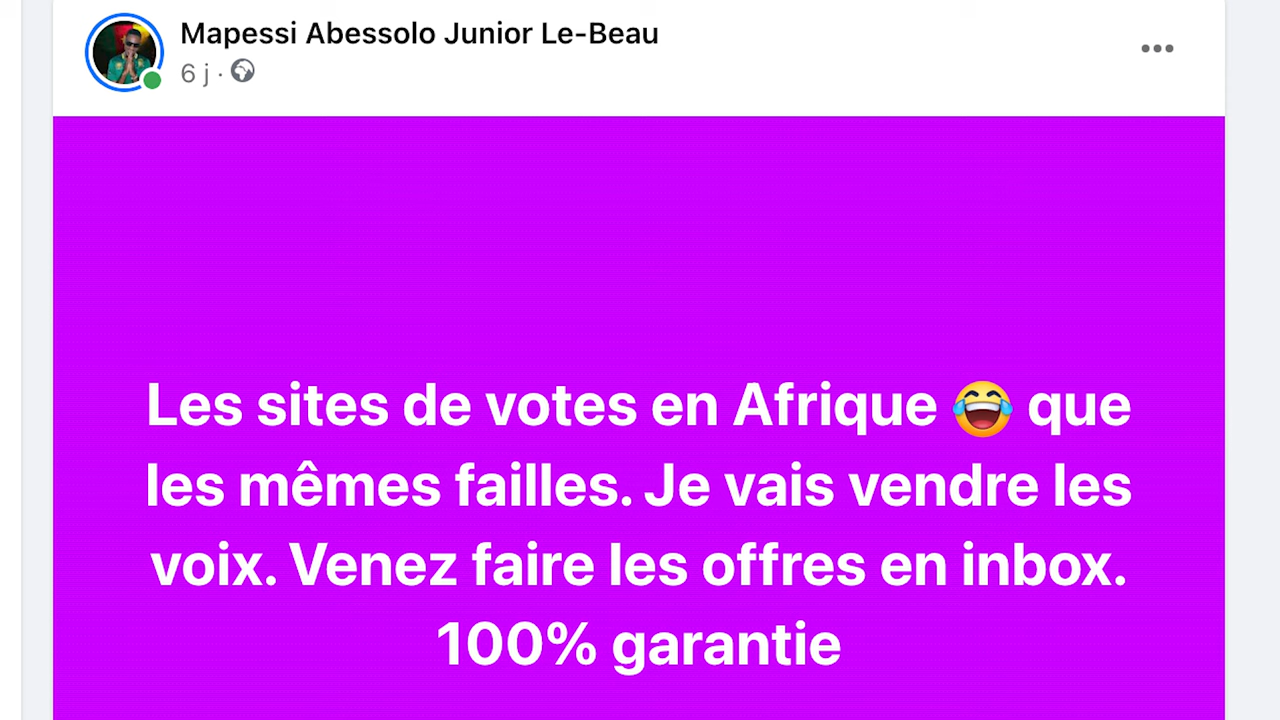 Mapessi Abessolo Junior Le-Beau
6 j ·
Les sites de votes en Afrique 😂 que
les mêmes failles. Je vais vendre les
voix. Venez faire les offres en inbox.
100% garantie